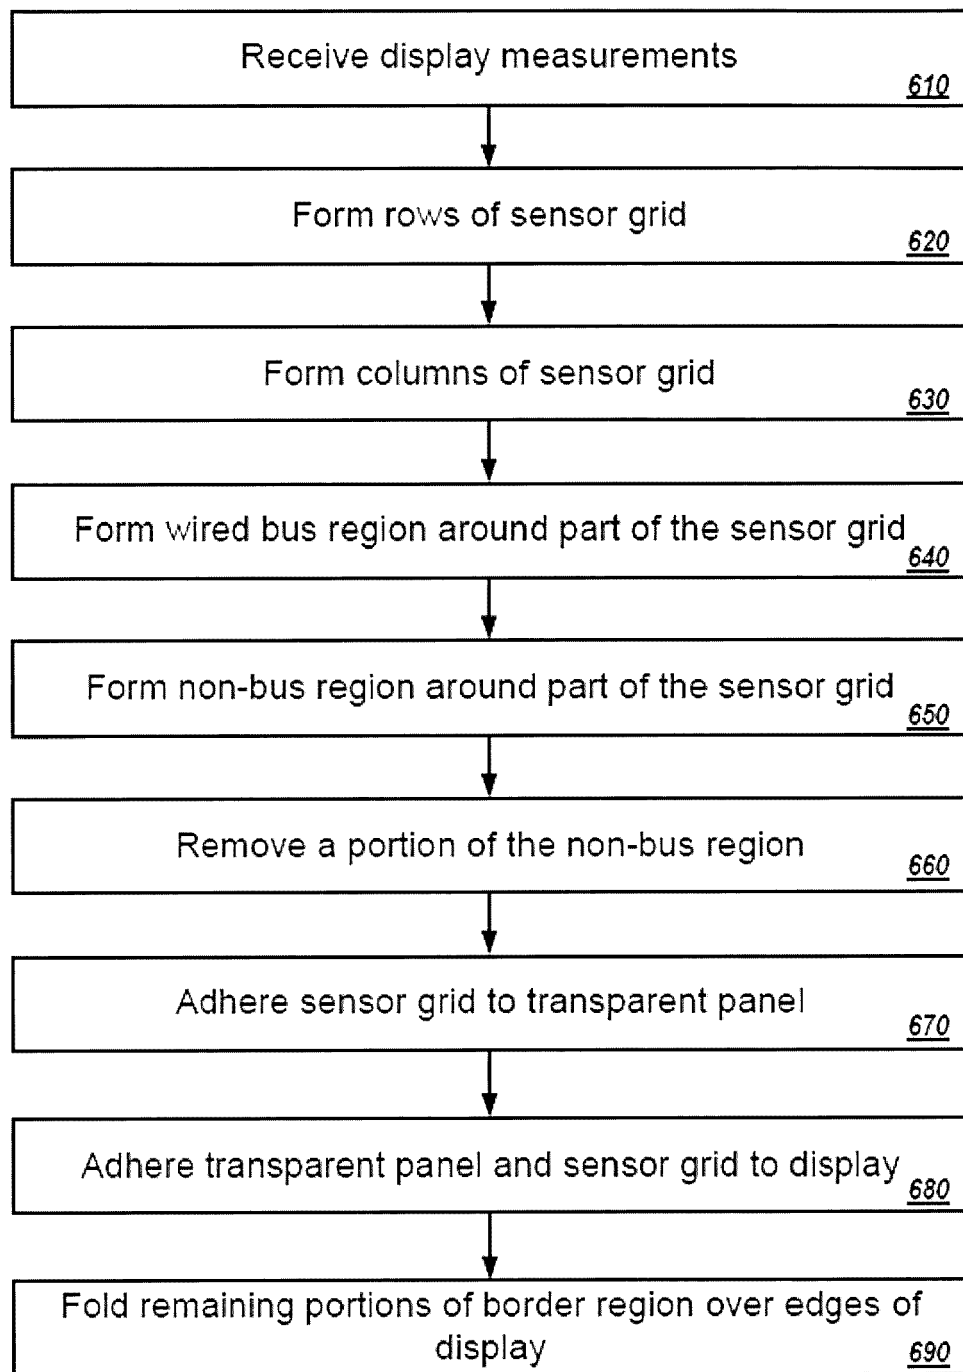 Receive display measurements
610
Form rows of sensor grid
620
Form columns of sensor grid
630
Form wired bus region around part of the sensor grid
640
Form non-bus region around part of the sensor grid
650
Remove a portion of the non-bus region
660
Adhere sensor grid to transparent panel
670
Adhere transparent panel and sensor grid to display
680
Fold remaining portions of border region over edges of
display
690